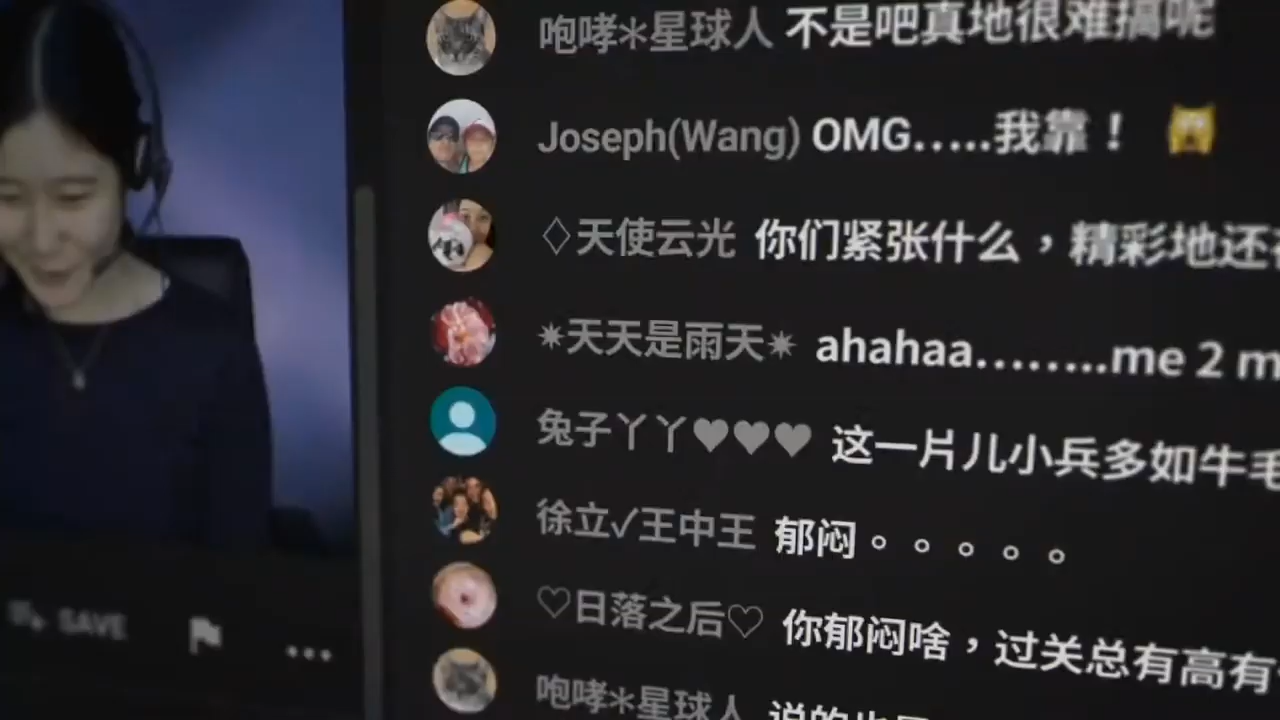 咆哮＊星球人 不是吧真地很难搞呢
Joseph(Wang) OMG.....我靠！
♢天使云光 你们紧张什么，精彩地还
✷天天是雨天✷ ahahaa........me 2 m
兔子丫丫♥♥♥ 这一片儿小兵多如牛毛
徐立✓王中王 郁闷。。。。。
♡日落之后♡ 你郁闷啥，过关总有高有
咆哮＊星球人 说的也
SAVE